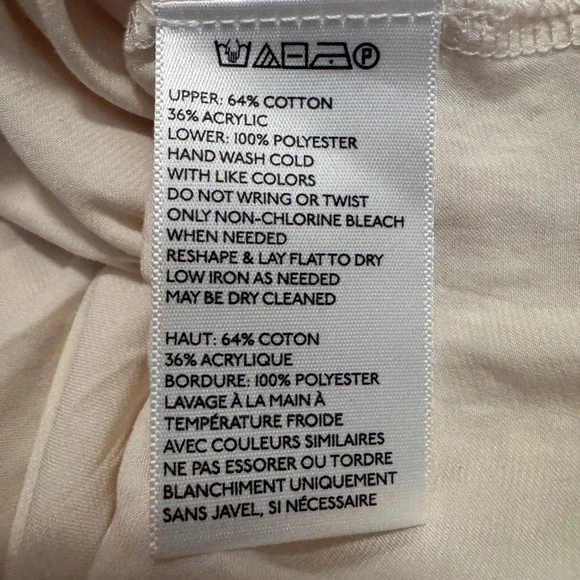 P
UPPER: 64% COTTON
36% ACRYLIC
LOWER: 100% POLYESTER
HAND WASH COLD
WITH LIKE COLORS
DO NOT WRING OR TWIST
ONLY NON-CHLORINE BLEACH
WHEN NEEDED
RESHAPE & LAY FLAT TO DRY
LOW IRON AS NEEDED
MAY BE DRY CLEANED
HAUT: 64% COTON
36% ACRYLIQUE
BORDURE: 100% POLYESTER
LAVAGE À LA MAIN À
TEMPÉRATURE FROIDE
AVEC COULEURS SIMILAIRES
NE PAS ESSORER OU TORDRE
BLANCHIMENT UNIQUEMENT
SANS JAVEL, SI NÉCESSAIRE